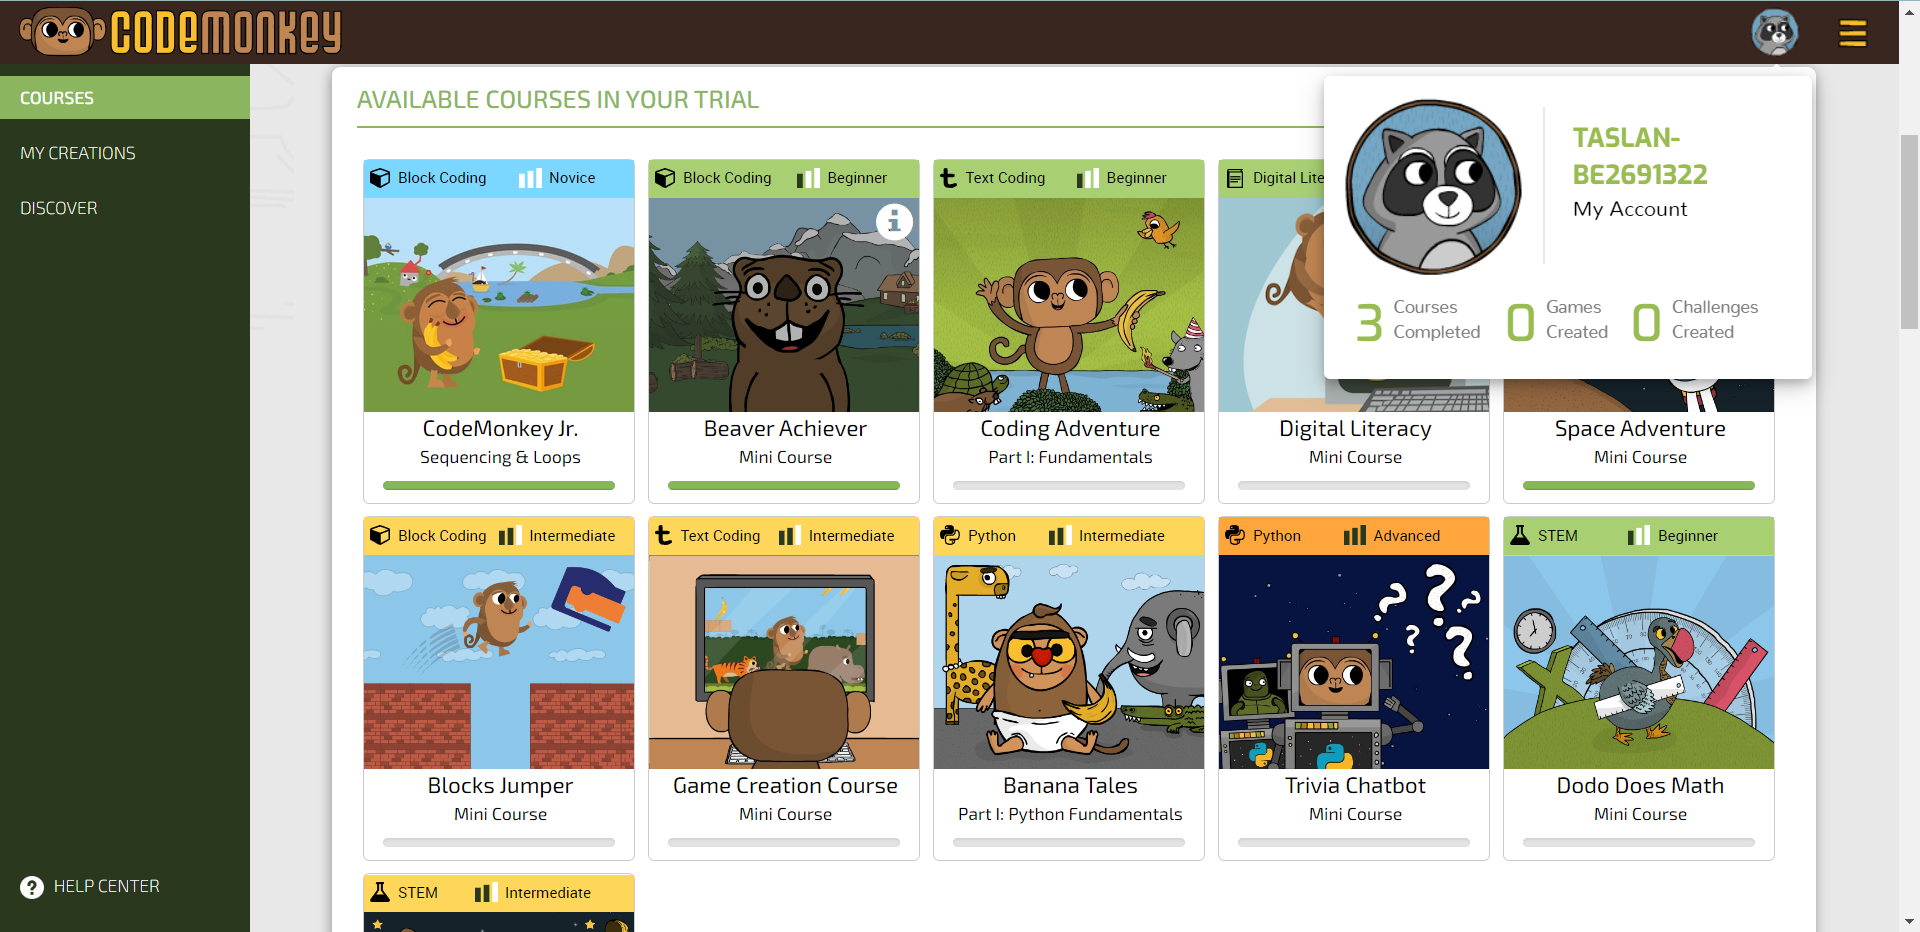 CODEMONKEY
COURSES
MY CREATIONS
DISCOVER
HELP CENTER
AVAILABLE COURSES IN YOUR TRIAL
TASLAN-
BE2691322
My Account
3 Courses Completed
0 Games Created
0 Challenges Created
Block Coding Novice
CodeMonkey Jr.
Sequencing & Loops
Block Coding Beginner
Beaver Achiever
Mini Course
Text Coding Beginner
Coding Adventure
Part I: Fundamentals
Digital Lite
Digital Literacy
Mini Course
Space Adventure
Mini Course
Block Coding Intermediate
Blocks Jumper
Mini Course
Text Coding Intermediate
Game Creation Course
Mini Course
Python Intermediate
Banana Tales
Part I: Python Fundamentals
Python Advanced
Trivia Chatbot
Mini Course
STEM Beginner
Dodo Does Math
Mini Course
STEM Intermediate